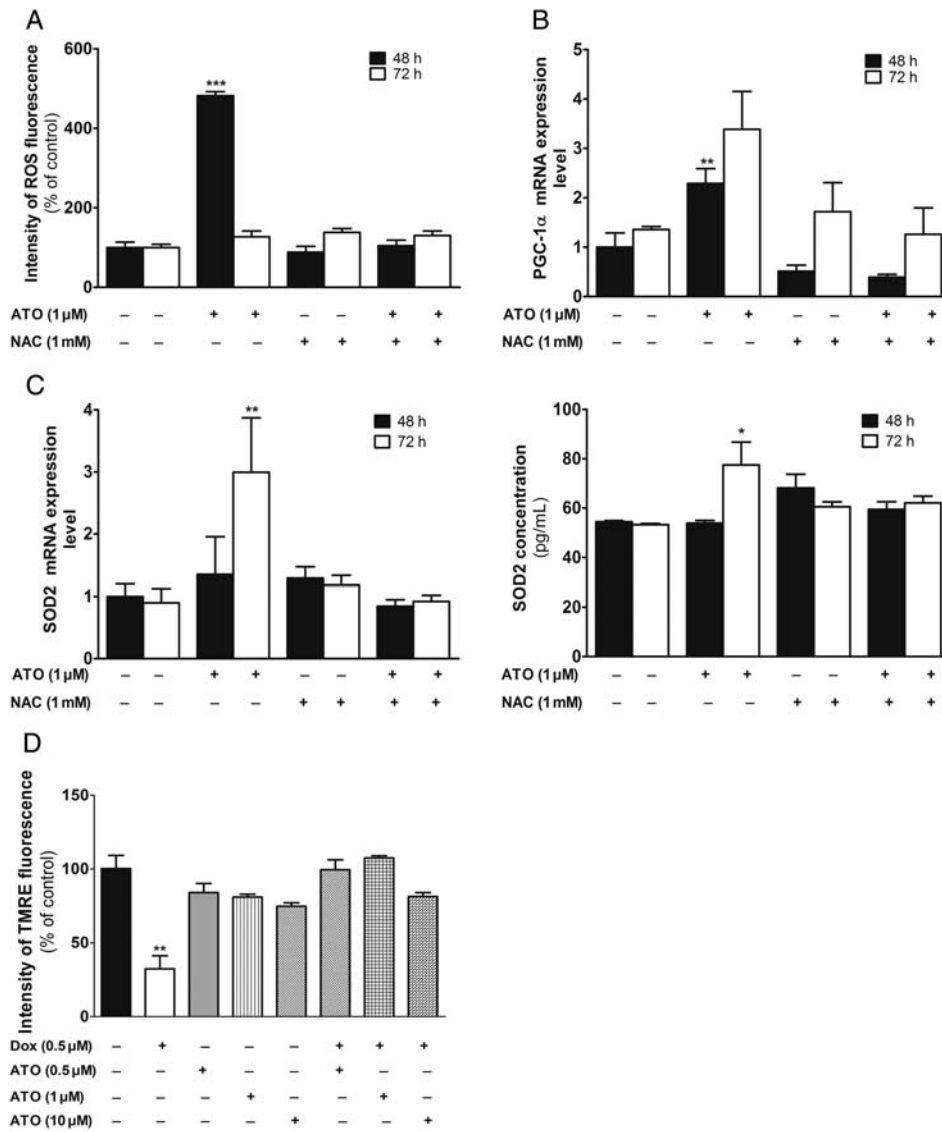 A
Intensity of ROS fluorescence
(% of control)
600
400
200
0
***
48 h
72 h
ATO (1 µM) – – + + – – + +
NAC (1 mM) – – – – + + + +
B
PGC-1α mRNA expression
level
5
4
3
2
1
0
**
48 h
72 h
ATO (1 µM) – – + + – – + +
NAC (1 mM) – – – – + + + +
C
SOD2 mRNA expression
level
4
3
2
1
0
**
48 h
72 h
ATO (1 µM) – – + + – – + +
NAC (1 mM) – – – – + + + +
SOD2 concentration
(pg/mL)
100
80
60
40
20
0
*
48 h
72 h
ATO (1 µM) – – + + – – + +
NAC (1 mM) – – – – + + + +
D
Intensity of TMRE fluorescence
(% of control)
150
100
50
0
**
Dox (0.5 µM) – + – – – + + +
ATO (0.5 µM) – – + – – + – –
ATO (1 µM) – – – + – – + –
ATO (10 µM) – – – – + – – +